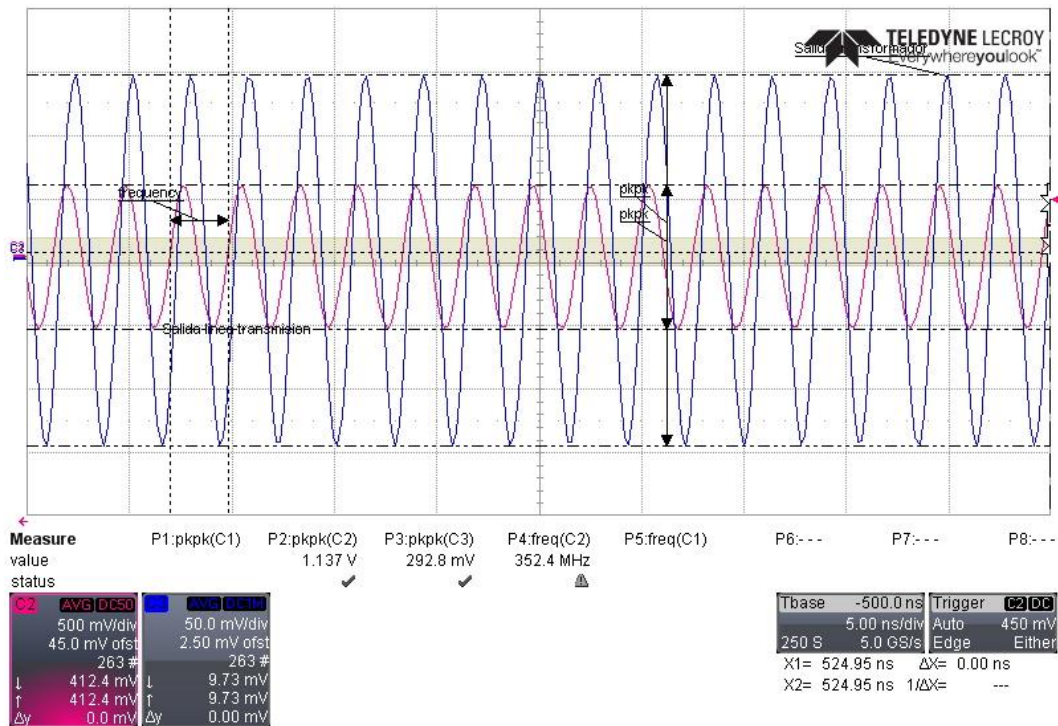 TELEDYNE LECROY
Everywhereyoulook™
frequency
pkpk
pkpk
Salida linea transmision
Measure P1:pkpk(C1) P2:pkpk(C2) P3:pkpk(C3) P4:freq(C2) P5:freq(C1) P6:--- P7:--- P8:---
value 1.137 V 292.8 mV 352.4 MHz
status
C2 AVG DC50
500 mV/div
45.0 mV ofst
263 #
↓ 412.4 mV
↑ 412.4 mV
Δy 0.0 mV
AVG DC1M
50.0 mV/div
2.50 mV ofst
263 #
↓ 9.73 mV
↑ 9.73 mV
Δy 0.00 mV
Tbase -500.0 ns
5.00 ns/div
250 S 5.0 GS/s
Trigger C2 DC
Auto 450 mV
Edge Either
X1= 524.95 ns ΔX= 0.00 ns
X2= 524.95 ns 1/ΔX= ---